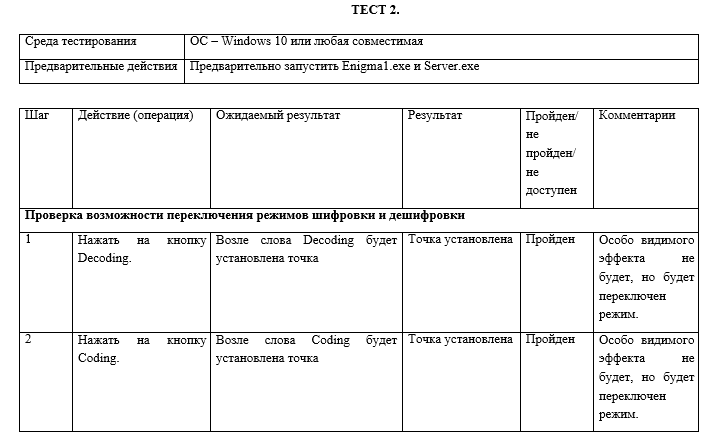 ТЕСТ 2.
Среда тестирования ОС – Windows 10 или любая совместимая
Предварительные действия Предварительно запустить Enigma1.exe и Server.exe
Шаг Действие (операция) Ожидаемый результат Результат Пройден/ Комментарии
не
пройден/
не
доступен
Проверка возможности переключения режимов шифровки и дешифровки
1 Нажать на кнопку Возле слова Decoding будет Точка установлена Пройден Особо видимого
Decoding. установлена точка эффекта не
будет, но будет
переключен
режим.
2 Нажать на кнопку Возле слова Coding будет Точка установлена Пройден Особо видимого
Coding. установлена точка эффекта не
будет, но будет
переключен
режим.